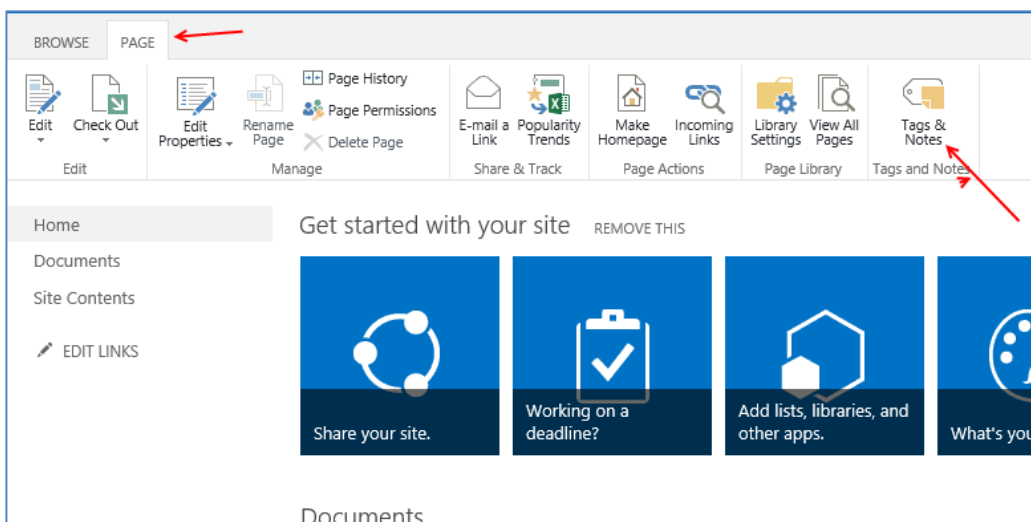 BROWSE PAGE
Edit
Check Out
Edit
Properties
Rename
Page
Page History
Page Permissions
Delete Page
E-mail a
Link
Popularity
Trends
Make
Homepage
Incoming
Links
Library
Settings
View All
Pages
Tags &
Notes
Edit
Manage
Share & Track
Page Actions
Page Library
Tags and Notes
Home
Documents
Site Contents
EDIT LINKS
Get started with your site REMOVE THIS
Share your site.
Working on a
deadline?
Add lists, libraries, and
other apps.
What's you
Documents